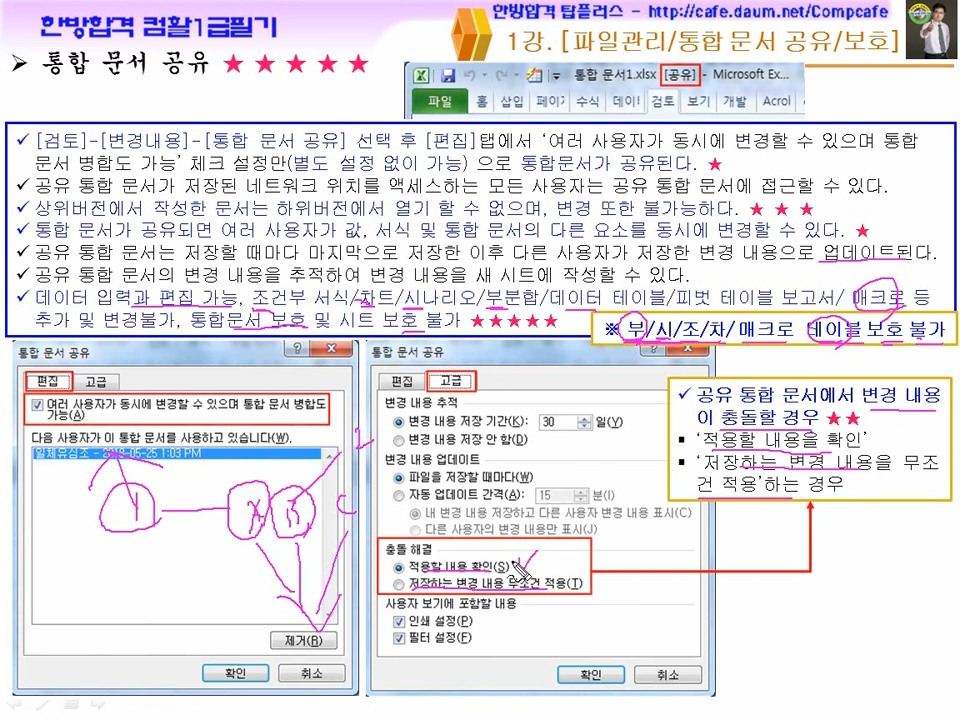 한방합격 컴활1급필기
한방합격 탑플러스 - http://cafe.daum.net/Compcafe
1강. [파일관리/통합 문서 공유/보호]
➢ 통합 문서 공유 ★ ★ ★ ★ ★
통합 문서1.xlsx [공유] - Microsoft Ex...
파일 홈 삽입 페이지 수식 데이터 검토 보기 개발 Acrol
✓ [검토]-[변경내용]-[통합 문서 공유] 선택 후 [편집]탭에서 ‘여러 사용자가 동시에 변경할 수 있으며 통합
문서 병합도 가능’ 체크 설정만(별도 설정 없이 가능) 으로 통합문서가 공유된다. ★
✓ 공유 통합 문서가 저장된 네트워크 위치를 액세스하는 모든 사용자는 공유 통합 문서에 접근할 수 있다.
✓ 상위버전에서 작성한 문서는 하위버전에서 열기 할 수 없으며, 변경 또한 불가능하다. ★ ★ ★
✓ 통합 문서가 공유되면 여러 사용자가 값, 서식 및 통합 문서의 다른 요소를 동시에 변경할 수 있다. ★
✓ 공유 통합 문서는 저장할 때마다 마지막으로 저장한 이후 다른 사용자가 저장한 변경 내용으로 업데이트된다.
✓ 공유 통합 문서의 변경 내용을 추적하여 변경 내용을 새 시트에 작성할 수 있다.
✓ 데이터 입력과 편집 가능, 조건부 서식/차트/시나리오/부분합/데이터 테이블/피벗 테이블 보고서/ 매크로 등
추가 및 변경불가, 통합문서 보호 및 시트 보호 불가 ★★★★★
※ 부/시/조/차/매크로 테이블 보호 불가
통합 문서 공유
편집 고급
여러 사용자가 동시에 변경할 수 있으며 통합 문서 병합도
가능(A)
다음 사용자가 이 통합 문서를 사용하고 있습니다(W).
제거(R)
확인 취소
통합 문서 공유
편집 고급
변경 내용 추적
변경 내용 저장 기간(K): 30 일(Y)
변경 내용 저장 안 함(D)
변경 내용 업데이트
파일을 저장할 때마다(W)
자동 업데이트 간격(A): 15 분(I)
내 변경 내용 저장하고 다른 사용자 변경 내용 표시(C)
다른 사용자의 변경 내용만 표시(J)
충돌 해결
적용할 내용 확인(S)
저장하는 변경 내용 무조건 적용(T)
사용자 보기에 포함할 내용
인쇄 설정(P)
필터 설정(F)
확인 취소
✓ 공유 통합 문서에서 변경 내용
이 충돌할 경우 ★★
▪ ‘적용할 내용을 확인’
▪ ‘저장하는 변경 내용을 무조
건 적용’하는 경우